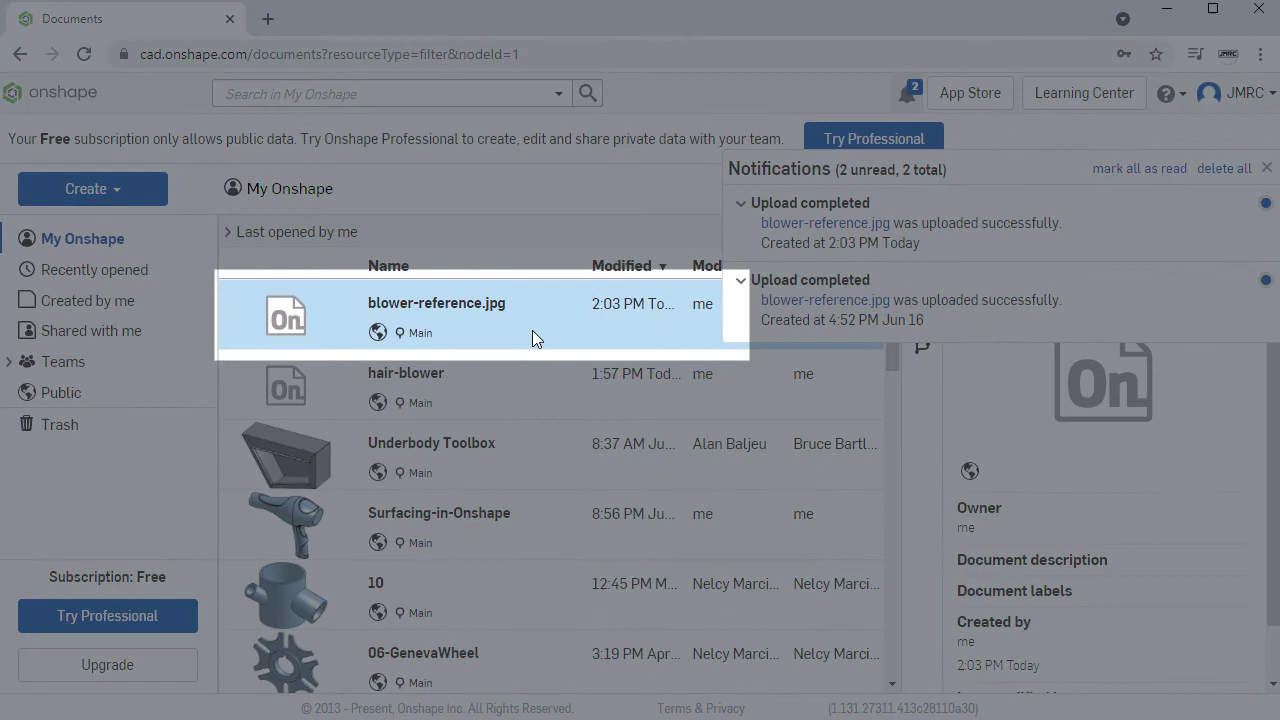 Documents
cad.onshape.com/documents?resourceType=filter&nodeId=1
JMRC
onshape
Search in My Onshape
2
App Store
Learning Center
JMRC
Your Free subscription only allows public data. Try Onshape Professional to create, edit and share private data with your team.
Try Professional
Create
My Onshape
Notifications (2 unread, 2 total)
mark all as read
delete all
Upload completed
blower-reference.jpg was uploaded successfully.
Created at 2:03 PM Today
Upload completed
blower-reference.jpg was uploaded successfully.
Created at 4:52 PM Jun 16
My Onshape
Recently opened
Created by me
Shared with me
Teams
Public
Trash
Subscription: Free
Try Professional
Upgrade
Last opened by me
Name Modified Mod
On
blower-reference.jpg 2:03 PM To... me
Main
On
hair-blower 1:57 PM Tod... me me
Main
Underbody Toolbox 8:37 AM Ju... Alan Baljeu Bruce Bartl...
Main
Surfacing-in-Onshape 8:56 PM Ju... me me
Main
10 12:45 PM M... Nelcy Marci... Nelcy Marci...
Main
06-GenevaWheel 3:19 PM Apr... Nelcy Marci... Nelcy Marci...
Main
On
Owner
me
Document description
Document labels
Created by
me
2:03 PM Today
© 2013 - Present, Onshape Inc. All Rights Reserved.
Terms & Privacy
(1.131.27311.413c28110a30)